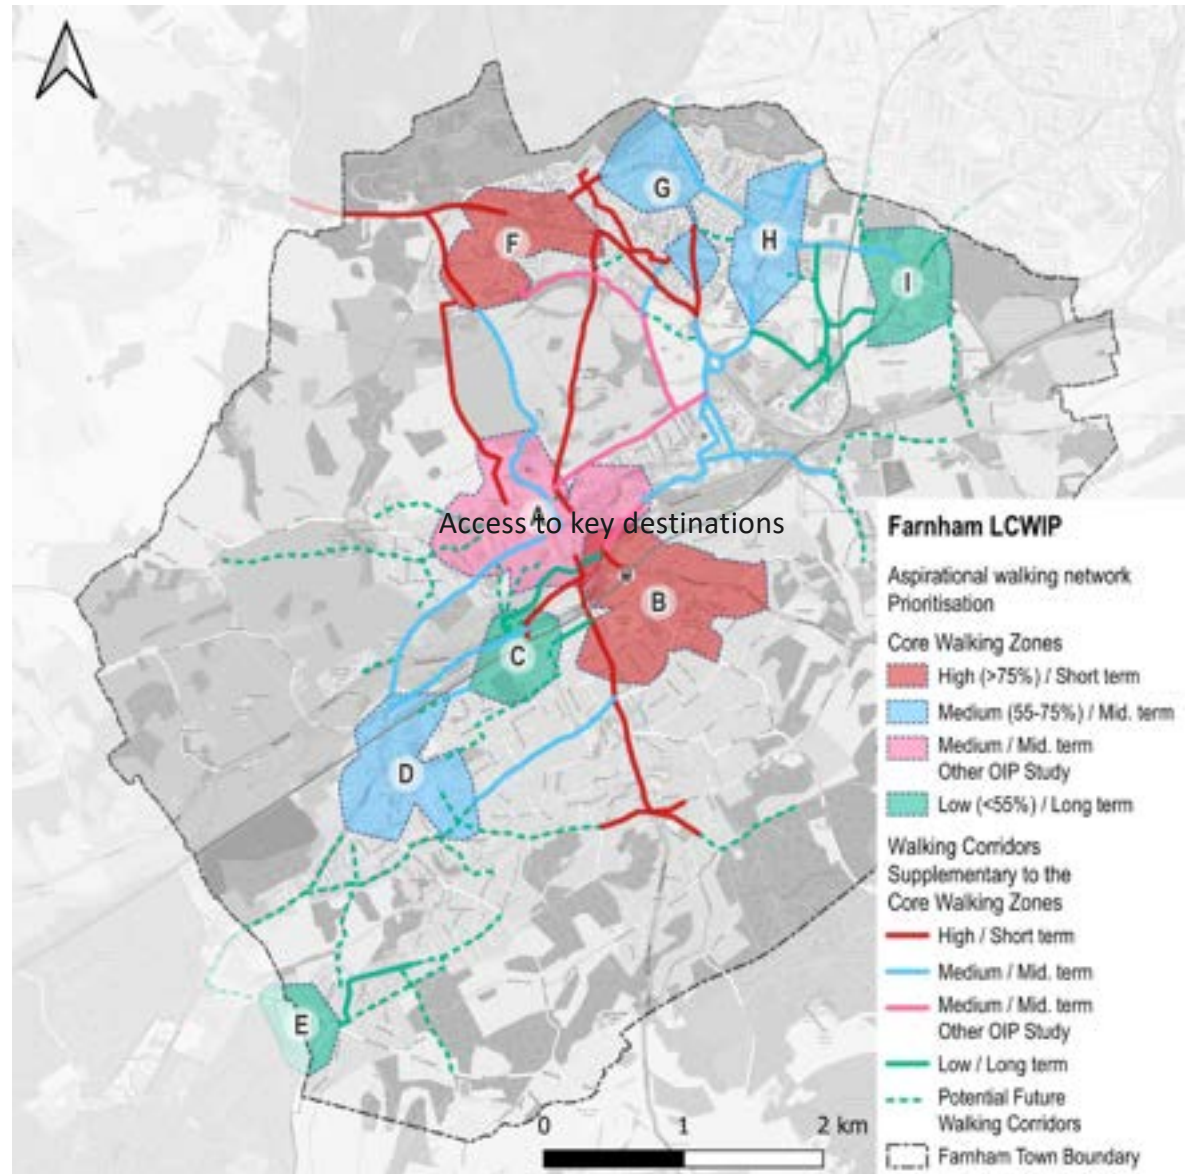 G
F
H
I
A
Access to key destinations
B
C
D
E
0 1 2 km
Farnham LCWIP
Aspirational walking network
Prioritisation
Core Walking Zones
High (>75%) / Short term
Medium (55-75%) / Mid. term
Medium / Mid. term
Other OIP Study
Low (<55%) / Long term
Walking Corridors
Supplementary to the
Core Walking Zones
High / Short term
Medium / Mid. term
Medium / Mid. term
Other OIP Study
Low / Long term
Potential Future
Walking Corridors
Farnham Town Boundary